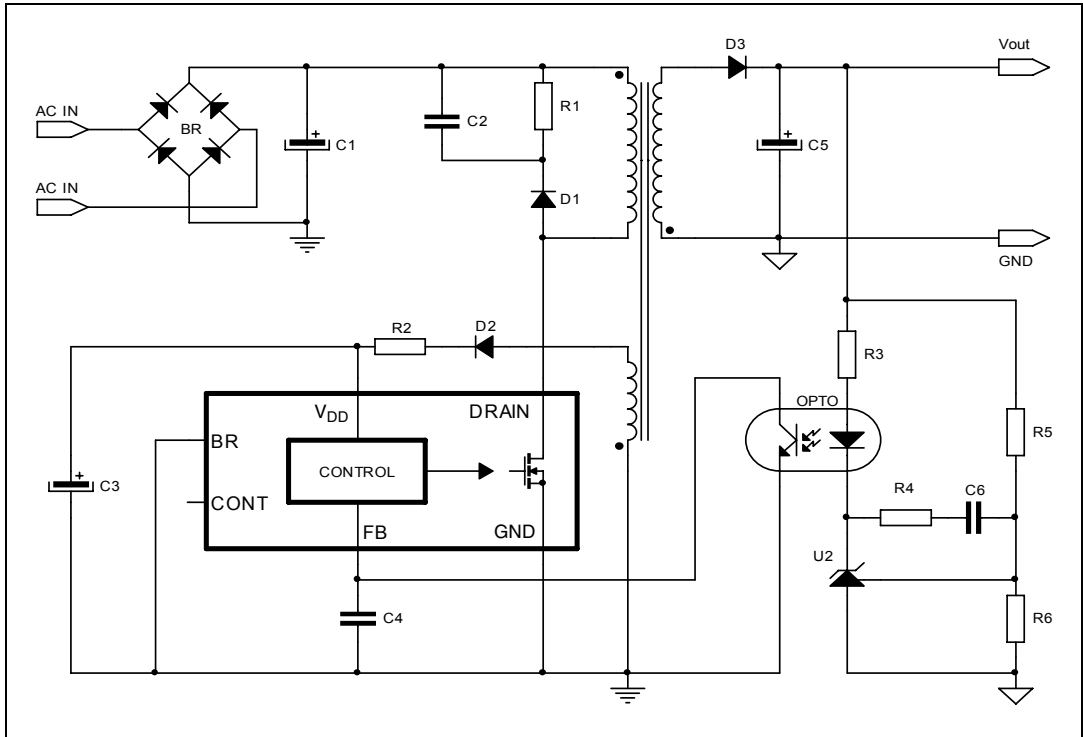 D3
Vout
AC IN
BR
C1
C2
R1
C5
AC IN
D1
GND
R2
D2
R3
VDD
DRAIN
OPTO
BR
CONTROL
R5
C3
CONT
R4
C6
FB
GND
U2
C4
R6